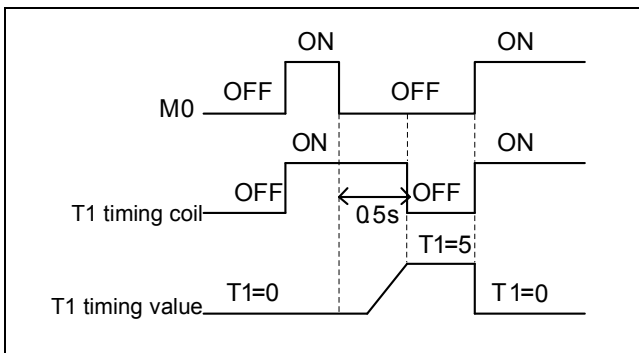 ON ON
OFF OFF
M0
ON ON
OFF OFF
T1 timing coil 0.5s
T1=5
T1=0 T1=0
T1 timing value